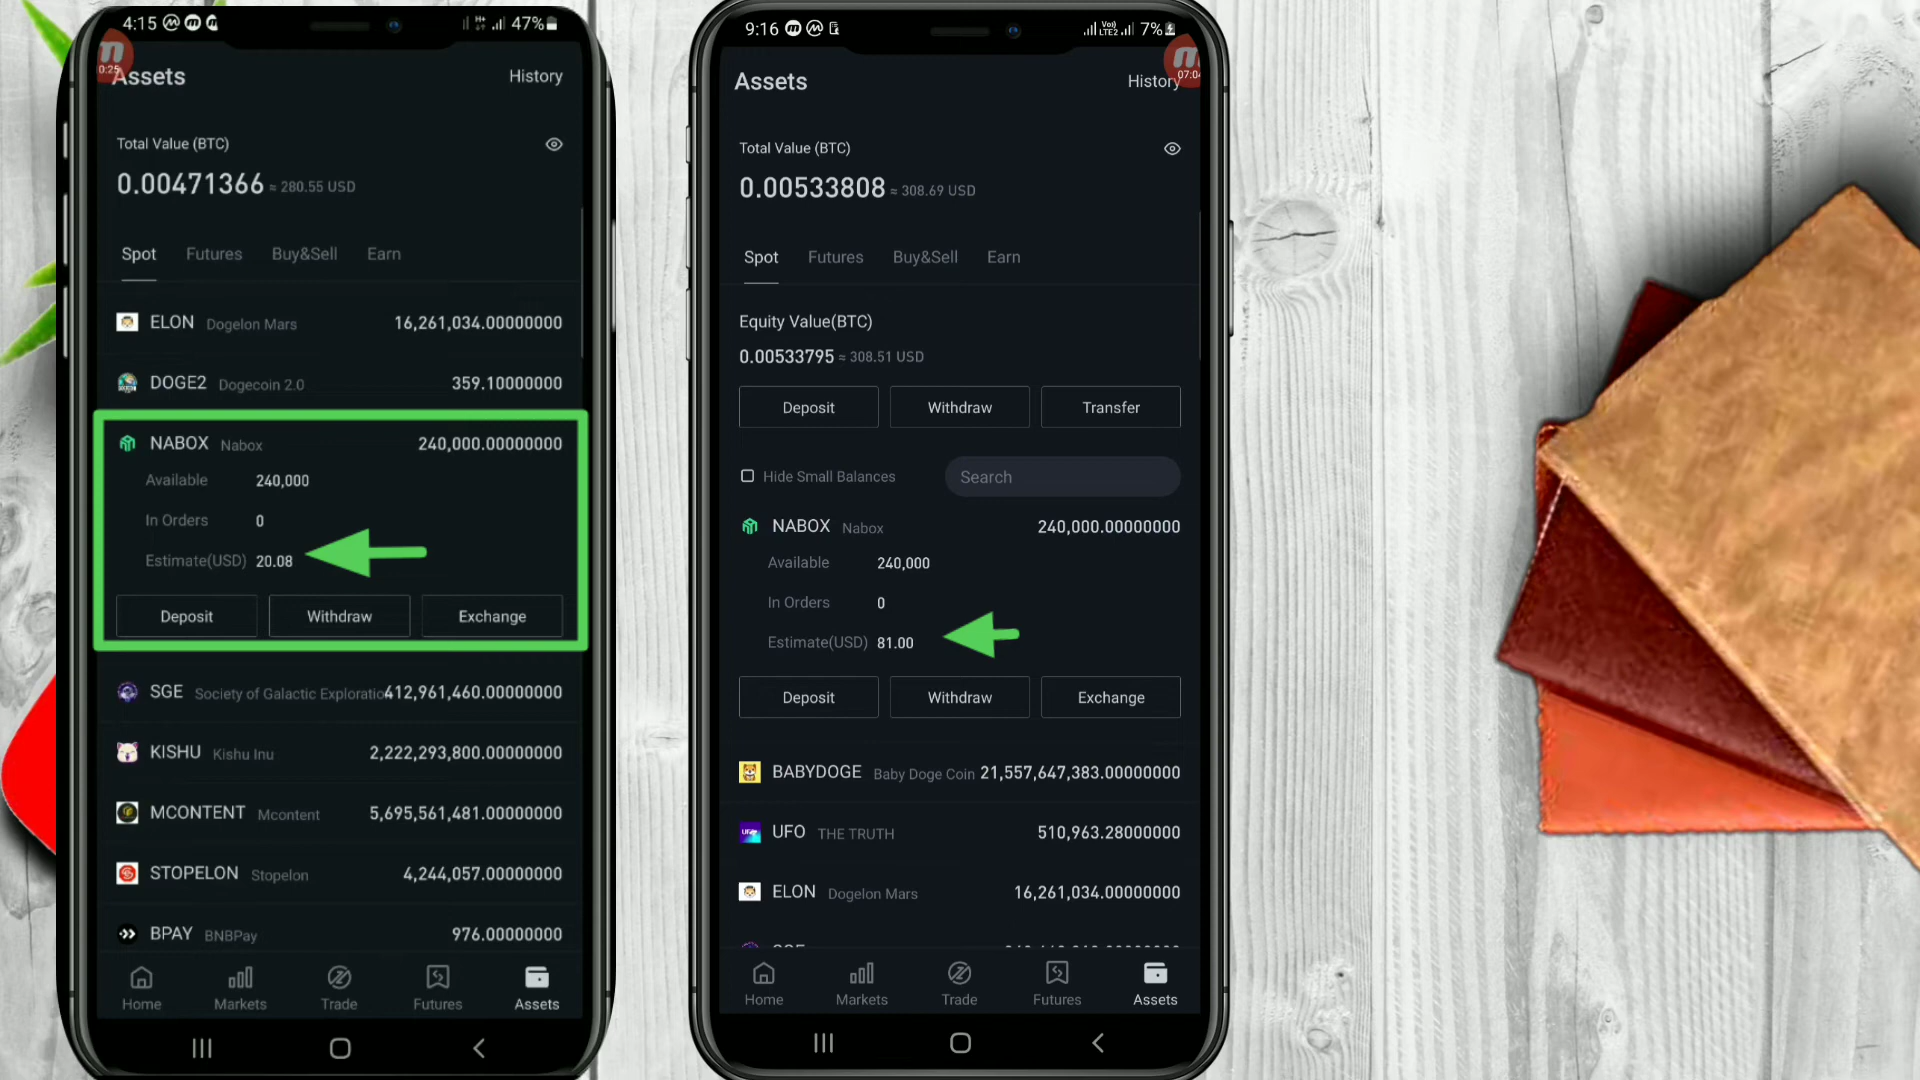 4:15
47%
0:25
Assets
History
Total Value (BTC)
0.00471366 ≈ 280.55 USD
Spot Futures Buy&Sell Earn
ELON Dogelon Mars 16,261,034.00000000
DOGE2 Dogecoin 2.0 359.10000000
NABOX Nabox 240,000.00000000
Available 240,000
In Orders 0
Estimate(USD) 20.08
Deposit Withdraw Exchange
SGE Society of Galactic Exploratio 412,961,460.00000000
KISHU Kishu Inu 2,222,293,800.00000000
MCONTENT Mcontent 5,695,561,481.00000000
STOPELON Stopelon 4,244,057.00000000
BPAY BNBPay 976.00000000
Home Markets Trade Futures Assets
9:16
Vo)) LTE2 7%
07:04
Assets
History
Total Value (BTC)
0.00533808 ≈ 308.69 USD
Spot Futures Buy&Sell Earn
Equity Value(BTC)
0.00533795 ≈ 308.51 USD
Deposit Withdraw Transfer
Hide Small Balances Search
NABOX Nabox 240,000.00000000
Available 240,000
In Orders 0
Estimate(USD) 81.00
Deposit Withdraw Exchange
BABYDOGE Baby Doge Coin 21,557,647,383.00000000
UFO THE TRUTH 510,963.28000000
ELON Dogelon Mars 16,261,034.00000000
Home Markets Trade Futures Assets